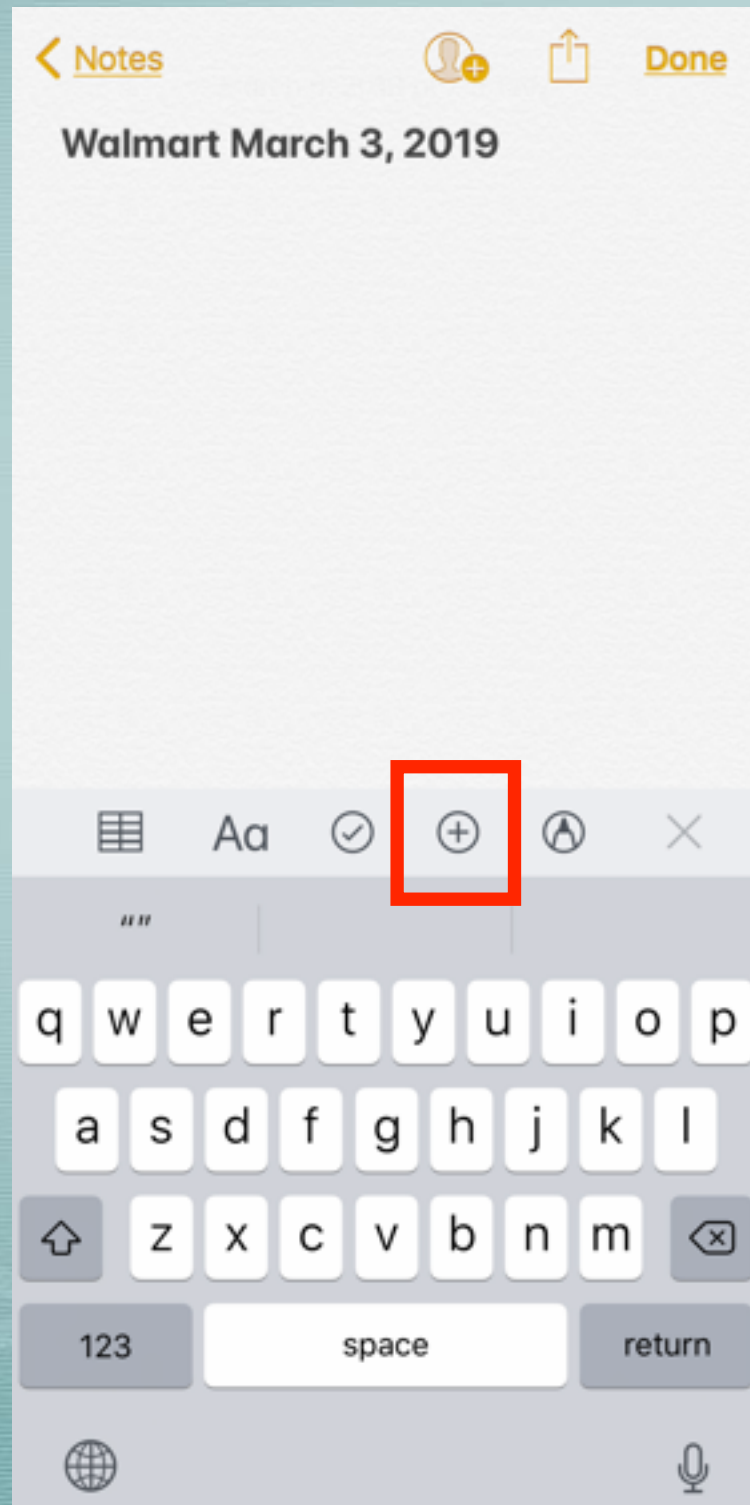 Notes Done
Walmart March 3, 2019
Aa
“”
q w e r t y u i o p
a s d f g h j k l
z x c v b n m
123 space return